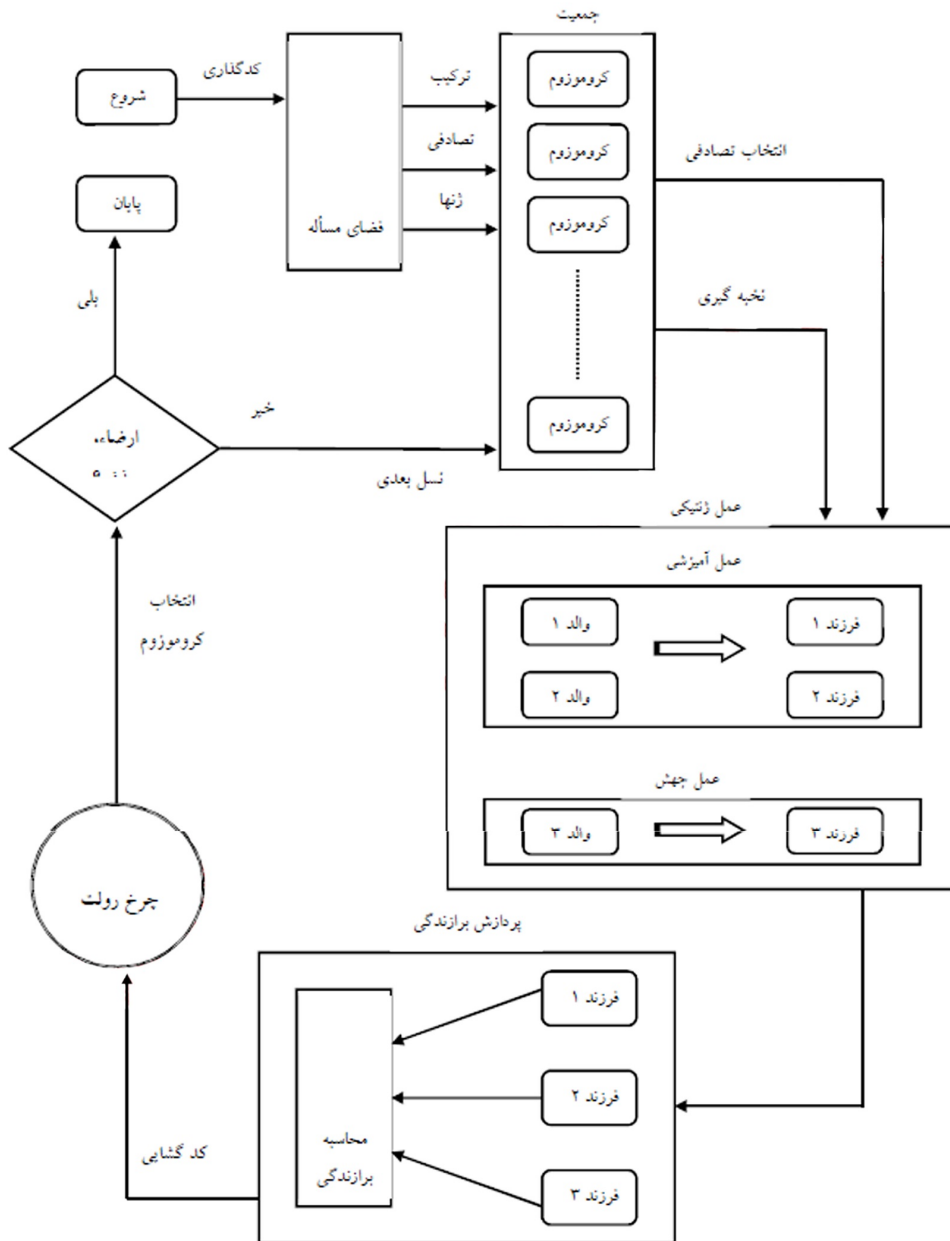 جمعیت
شروع
کدگذاری
ترکیب
تصادفی
ژنها
فضای مسأله
کروموزوم
کروموزوم
کروموزوم
کروموزوم
انتخاب تصادفی
نخبه گیری
پایان
بلی
خیر
ارضاء
نسل بعدی
عمل ژنتیکی
عمل آمیزشی
والد ۱
فرزند ۱
والد ۲
فرزند ۲
عمل جهش
والد ۳
فرزند ۳
انتخاب
کروموزوم
چرخ رولت
پردازش برازندگی
فرزند ۱
فرزند ۲
فرزند ۳
محاسبه
برازندگی
کد گشایی